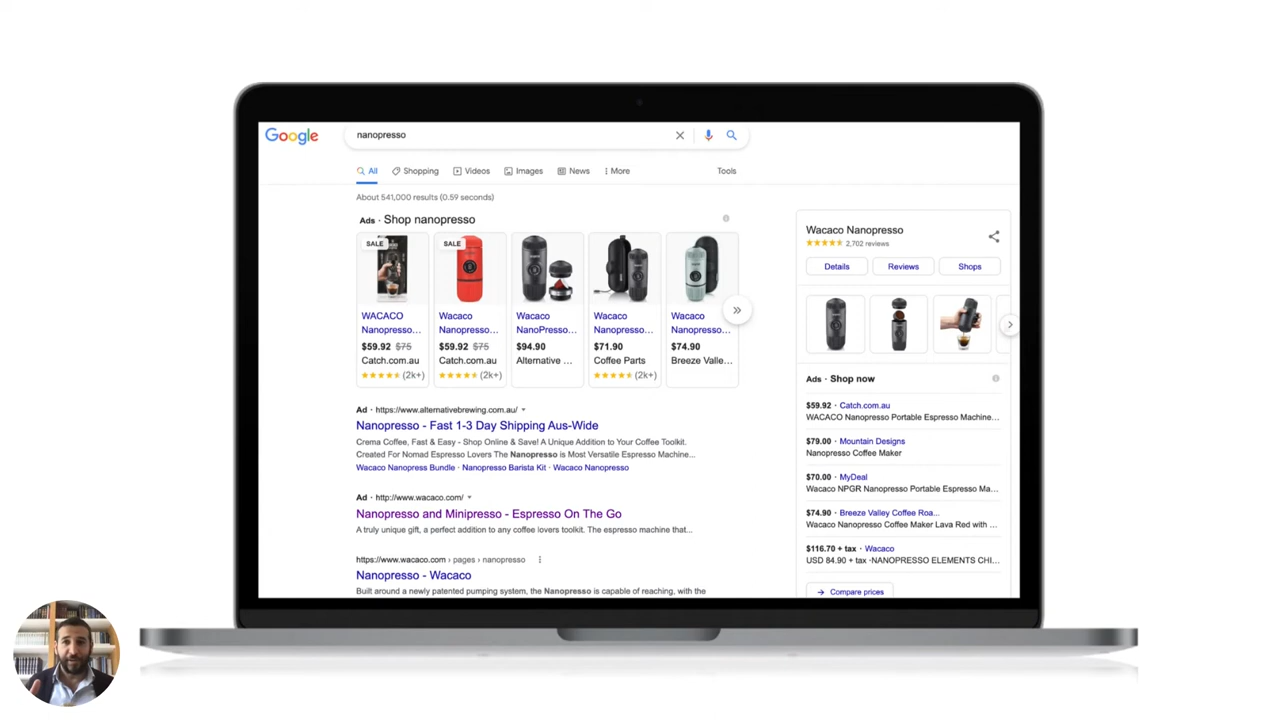 Google
nanopresso
All
Shopping
Videos
Images
News
More
Tools
About 541,000 results (0.59 seconds)
Ads · Shop nanopresso
SALE
WACACO
Nanopresso...
$59.92 $75
Catch.com.au
(2k+)
SALE
Wacaco
Nanopresso...
$59.92 $75
Catch.com.au
(2k+)
Wacaco
NanoPresso...
$94.90
Alternative ...
Wacaco
Nanopresso...
$71.90
Coffee Parts
(2k+)
Wacaco
Nanopresso...
$74.90
Breeze Valle...
Ad · https://www.alternativebrewing.com.au/
Nanopresso - Fast 1-3 Day Shipping Aus-Wide
Crema Coffee, Fast & Easy - Shop Online & Save! A Unique Addition to Your Coffee Toolkit.
Created For Nomad Espresso Lovers The Nanopresso is Most Versatile Espresso Machine...
Wacaco Nanopress Bundle · Nanopresso Barista Kit · Wacaco Nanopresso
Ad · http://www.wacaco.com/
Nanopresso and Minipresso - Espresso On The Go
A truly unique gift, a perfect addition to any coffee lovers toolkit. The espresso machine that...
https://www.wacaco.com › pages › nanopresso
Nanopresso - Wacaco
Built around a newly patented pumping system, the Nanopresso is capable of reaching, with the
Wacaco Nanopresso
2,702 reviews
Details
Reviews
Shops
Ads · Shop now
$59.92 · Catch.com.au
WACACO Nanopresso Portable Espresso Machine...
$79.00 · Mountain Designs
Nanopresso Coffee Maker
$70.00 · MyDeal
Wacaco NPGR Nanopresso Portable Espresso Ma...
$74.90 · Breeze Valley Coffee Roa...
Wacaco Nanopresso Coffee Maker Lava Red with ...
$116.70 + tax · Wacaco
USD 84.90 + tax ·NANOPRESSO ELEMENTS CHI...
Compare prices